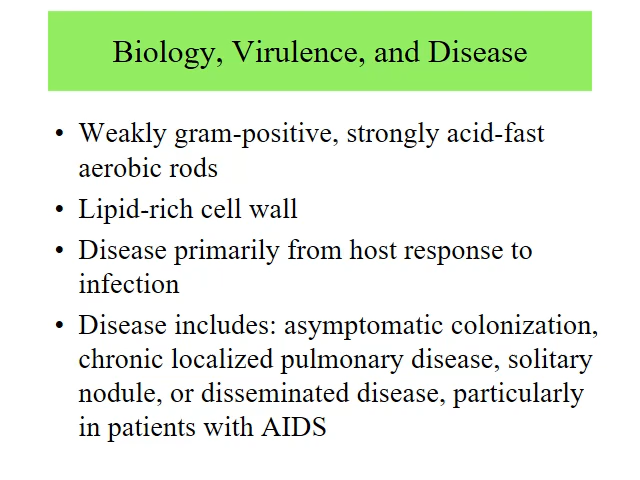 Biology, Virulence, and Disease
• Weakly gram-positive, strongly acid-fast
aerobic rods
• Lipid-rich cell wall
• Disease primarily from host response to
infection
• Disease includes: asymptomatic colonization,
chronic localized pulmonary disease, solitary
nodule, or disseminated disease, particularly
in patients with AIDS